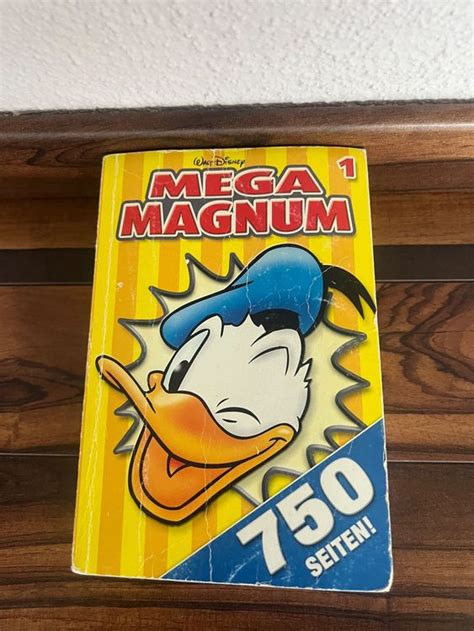 WALT DISNEY
MEGA
1
MAGNUM
750
SEITEN!